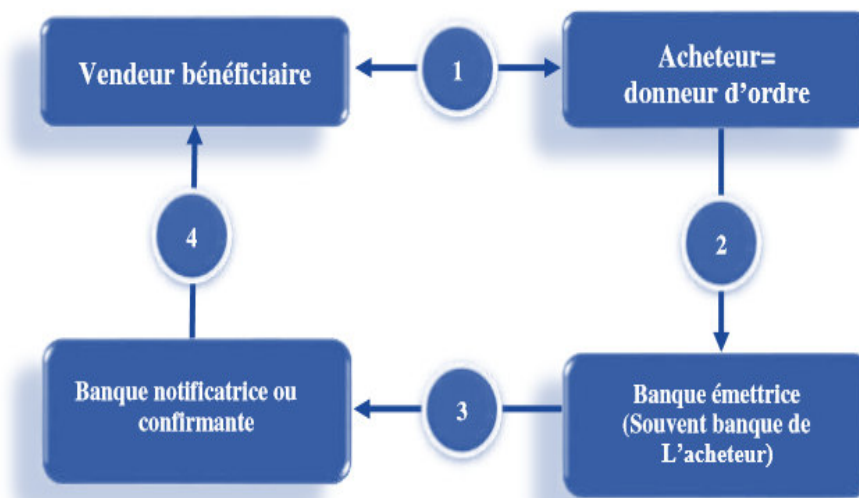 Vendeur bénéficiaire
1
Acheteur=
donneur d'ordre
4
2
Banque notificatrice ou
confirmante
3
Banque émettrice
(Souvent banque de
L'acheteur)